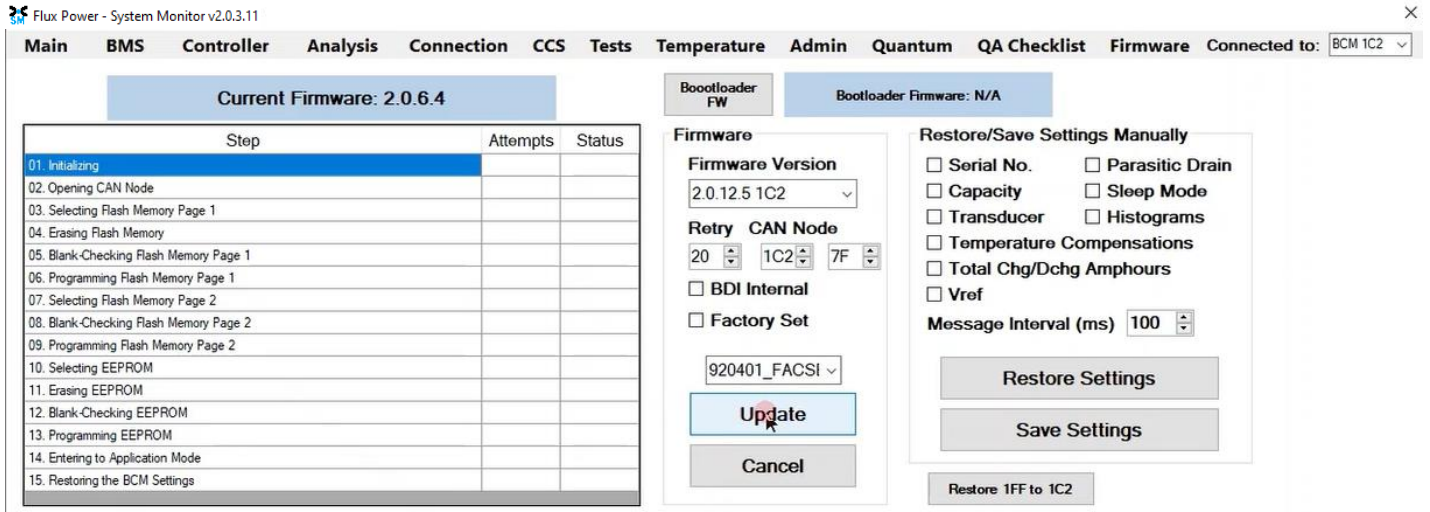 Flux Power - System Monitor v2.0.3.11
Main BMS Controller Analysis Connection CCS Tests Temperature Admin Quantum QA Checklist Firmware Connected to: BCM 1C2
Current Firmware: 2.0.6.4
Boootloader
FW
Bootloader Firmware: N/A
Step Attempts Status
01. Initializing
02. Opening CAN Node
03. Selecting Flash Memory Page 1
04. Erasing Flash Memory
05. Blank-Checking Flash Memory Page 1
06. Programming Flash Memory Page 1
07. Selecting Flash Memory Page 2
08. Blank-Checking Flash Memory Page 2
09. Programming Flash Memory Page 2
10. Selecting EEPROM
11. Erasing EEPROM
12. Blank-Checking EEPROM
13. Programming EEPROM
14. Entering to Application Mode
15. Restoring the BCM Settings
Firmware
Firmware Version
2.0.12.5 1C2
Retry CAN Node
20 1C2 7F
BDI Internal
Factory Set
920401_FACSI
Update
Cancel
Restore/Save Settings Manually
Serial No. Parasitic Drain
Capacity Sleep Mode
Transducer Histograms
Temperature Compensations
Total Chg/Dchg Amphours
Vref
Message Interval (ms) 100
Restore Settings
Save Settings
Restore 1FF to 1C2